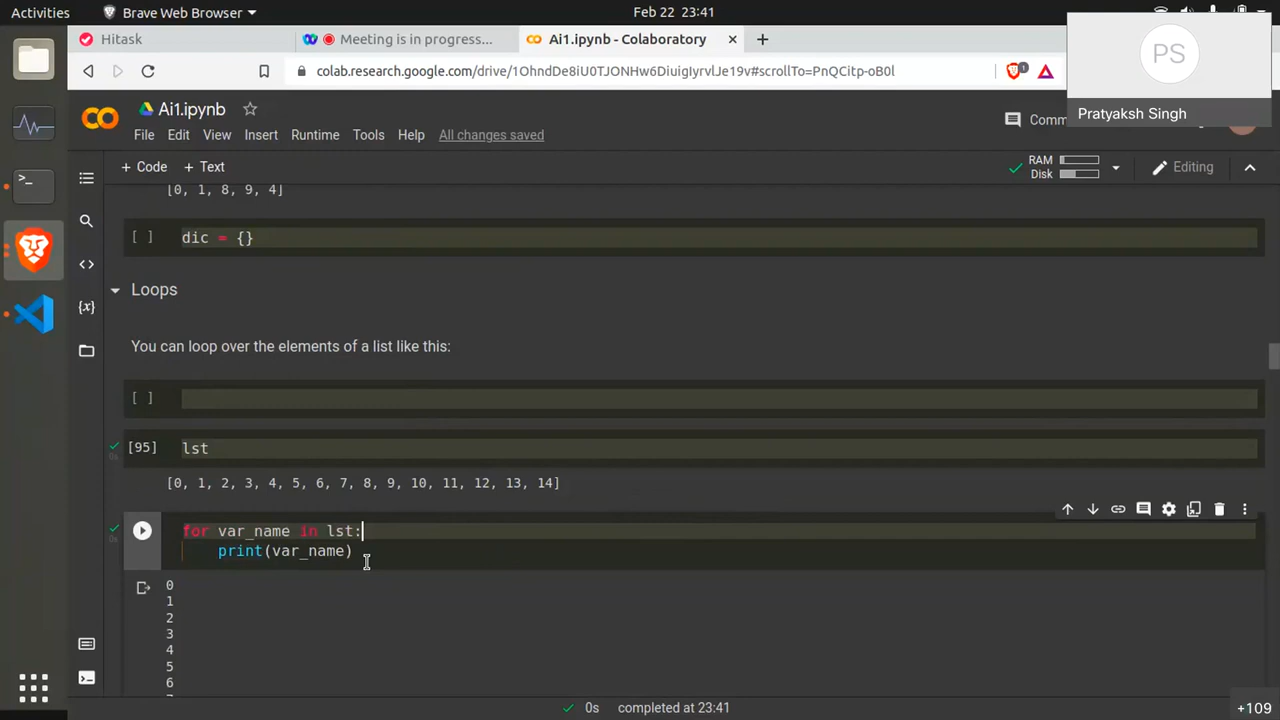 Activities
Brave Web Browser
Feb 22 23:41
Hitask
Meeting is in progress...
Ai1.ipynb - Colaboratory
colab.research.google.com/drive/1OhndDe8iU0TJONHw6DiuigIyrvlJe19v#scrollTo=PnQCitp-oB0l
1
PS
Pratyaksh Singh
Ai1.ipynb
File Edit View Insert Runtime Tools Help All changes saved
Comm
+ Code + Text
RAM
Disk
Editing
[0, 1, 8, 9, 4]
[ ] dic = {}
Loops
You can loop over the elements of a list like this:
[ ]
[95] lst
0s
[0, 1, 2, 3, 4, 5, 6, 7, 8, 9, 10, 11, 12, 13, 14]
for var_name in lst:
0s
print(var_name)
0
1
2
3
4
5
6
0s completed at 23:41
+109